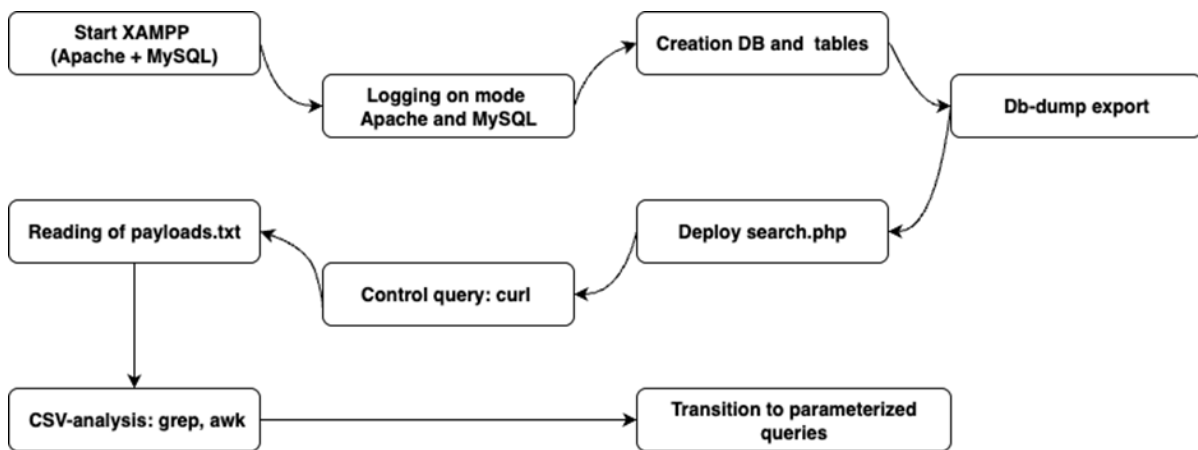 Start XAMPP
(Apache + MySQL)
Logging on mode
Apache and MySQL
Creation DB and tables
Db-dump export
Deploy search.php
Control query: curl
Reading of payloads.txt
CSV-analysis: grep, awk
Transition to parameterized
queries